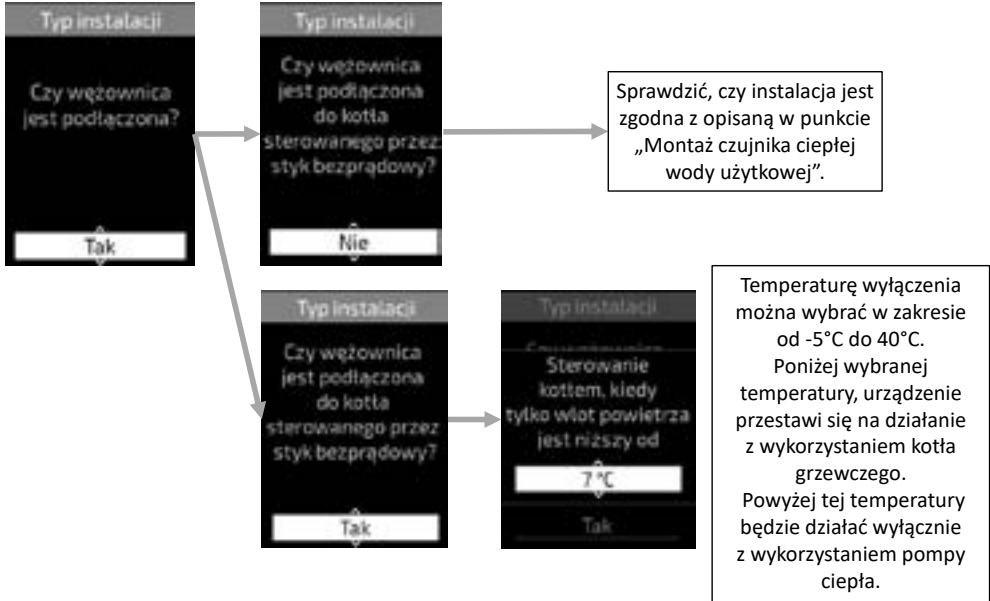 Typ instalacji
Czy wężownica
jest podłączona?
Tak
Typ instalacji
Czy wężownica
jest podłączona
do kotła
sterowanego przez
styk bezprądowy?
Nie
Sprawdzić, czy instalacja jest
zgodna z opisaną w punkcie
„Montaż czujnika ciepłej
wody użytkowej”.
Typ instalacji
Czy wężownica
jest podłączona
do kotła
sterowanego przez
styk bezprądowy?
Tak
Typ instalacji
Sterowanie
kotłem, kiedy
tylko wlot powietrza
jest niższy od
7 °C
Tak
Temperaturę wyłączenia
można wybrać w zakresie
od -5°C do 40°C.
Poniżej wybranej
temperatury, urządzenie
przestawi się na działanie
z wykorzystaniem kotła
grzewczego.
Powyżej tej temperatury
będzie działać wyłącznie
z wykorzystaniem pompy
ciepła.